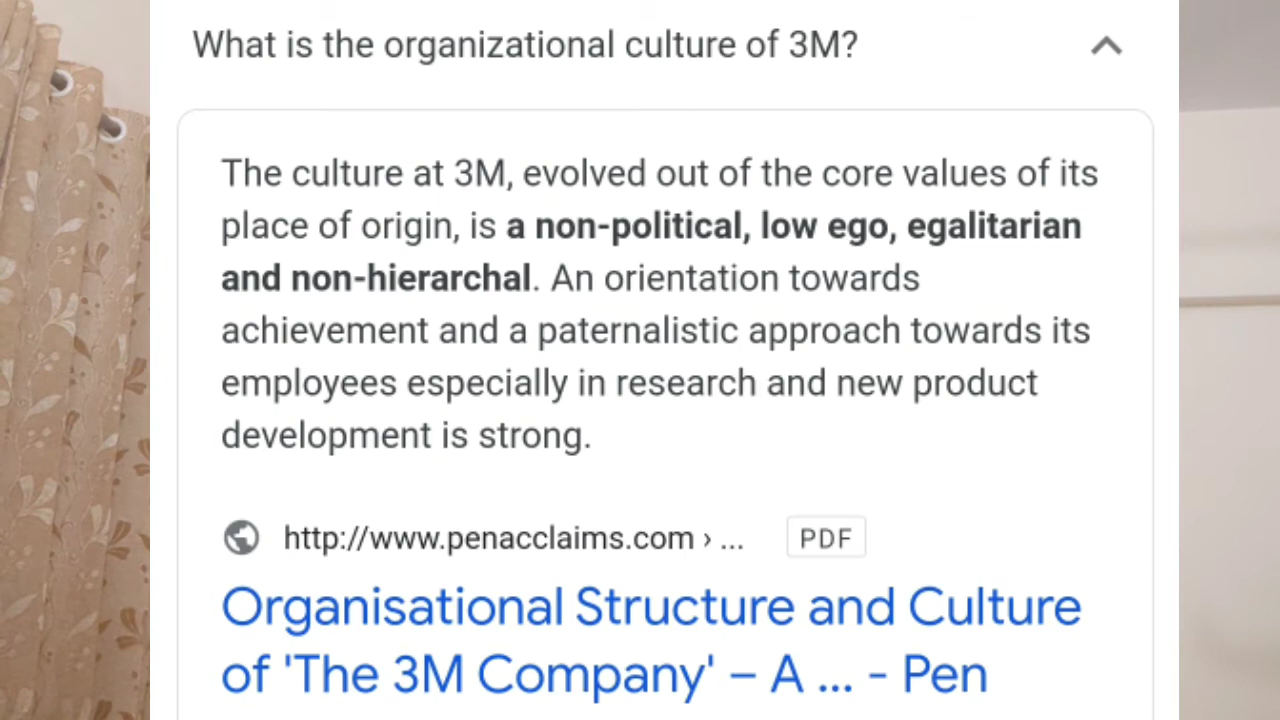 What is the organizational culture of 3M?
The culture at 3M, evolved out of the core values of its
place of origin, is a non-political, low ego, egalitarian
and non-hierarchal. An orientation towards
achievement and a paternalistic approach towards its
employees especially in research and new product
development is strong.
http://www.penacclaims.com › ... PDF
Organisational Structure and Culture
of 'The 3M Company' – A ... - Pen